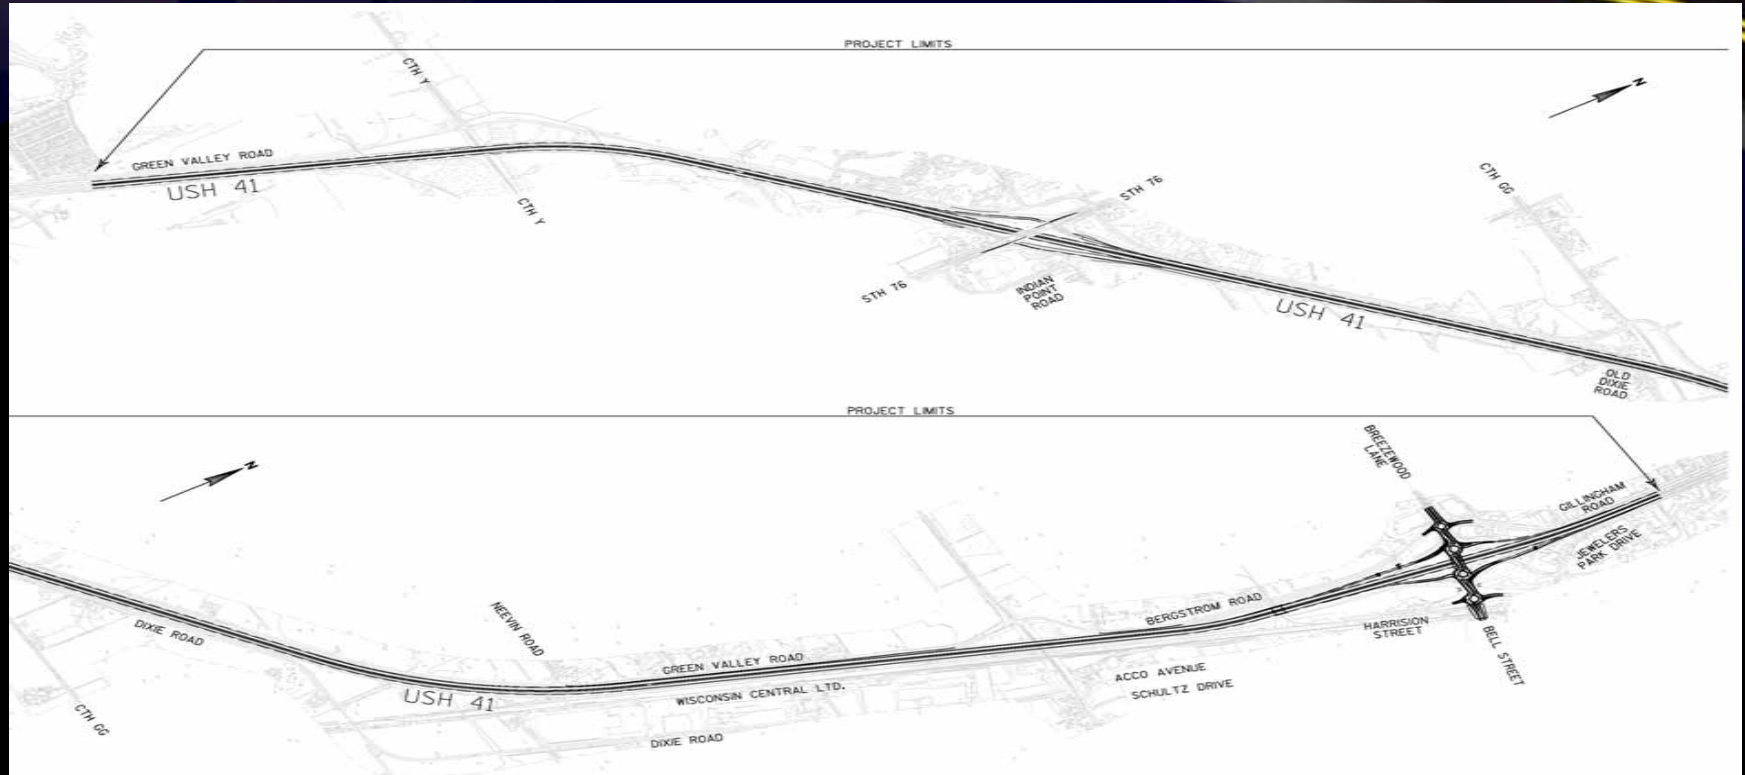 PROJECT LIMITS
CTH Y
N
GREEN VALLEY ROAD
USH 41
CTH Y
STH 76
CTH GG
STH 76
INDIAN
POINT
ROAD
USH 41
OLD
DIXIE
ROAD
PROJECT LIMITS
N
BREEZEWOOD
LANE
GILLINGHAM
ROAD
JEWELERS
PARK DRIVE
DIXIE ROAD
NEEVIN ROAD
BERGSTROM ROAD
HARRISION
STREET
BELL STREET
GREEN VALLEY ROAD
USH 41
WISCONSIN CENTRAL LTD.
ACCO AVENUE
SCHULTZ DRIVE
CTH GG
DIXIE ROAD